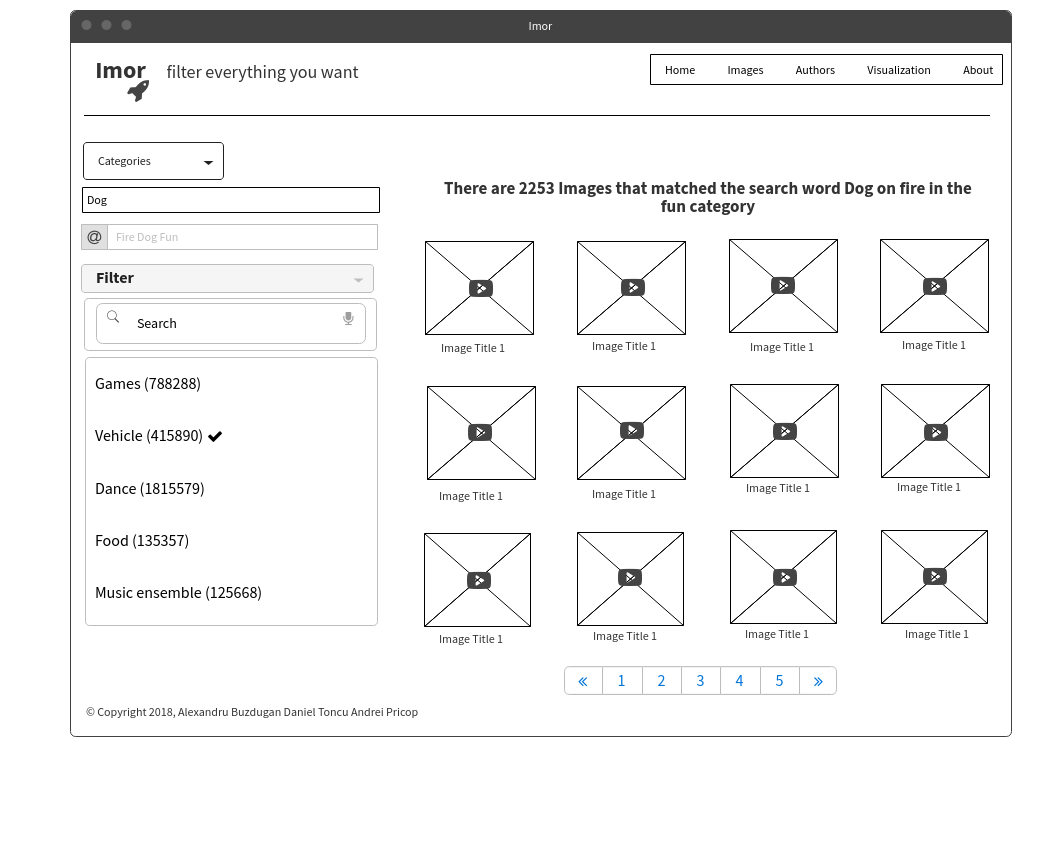 Imor
Imor filter everything you want
Home Images Authors Visualization About
Categories
Dog
@ Fire Dog Fun
Filter
Search
Games (788288)
Vehicle (415890)
Dance (1815579)
Food (135357)
Music ensemble (125668)
There are 2253 Images that matched the search word Dog on fire in the
fun category
Image Title 1 Image Title 1 Image Title 1 Image Title 1
Image Title 1 Image Title 1 Image Title 1 Image Title 1
Image Title 1 Image Title 1 Image Title 1 Image Title 1
« 1 2 3 4 5 »
© Copyright 2018, Alexandru Buzdugan Daniel Toncu Andrei Pricop